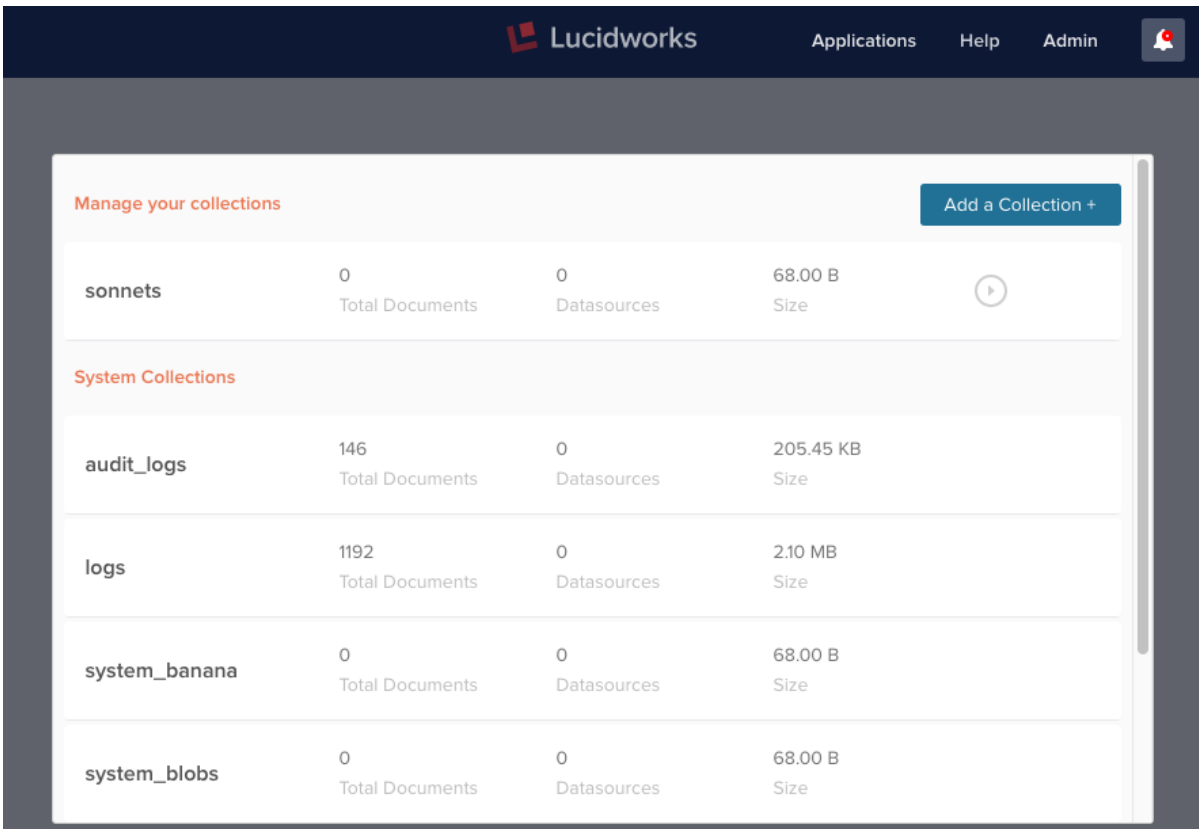 Lucidworks Applications Help Admin
Manage your collections Add a Collection +
sonnets 0 0 68.00 B
Total Documents Datasources Size
System Collections
audit_logs 146 0 205.45 KB
Total Documents Datasources Size
logs 1192 0 2.10 MB
Total Documents Datasources Size
system_banana 0 0 68.00 B
Total Documents Datasources Size
system_blobs 0 0 68.00 B
Total Documents Datasources Size